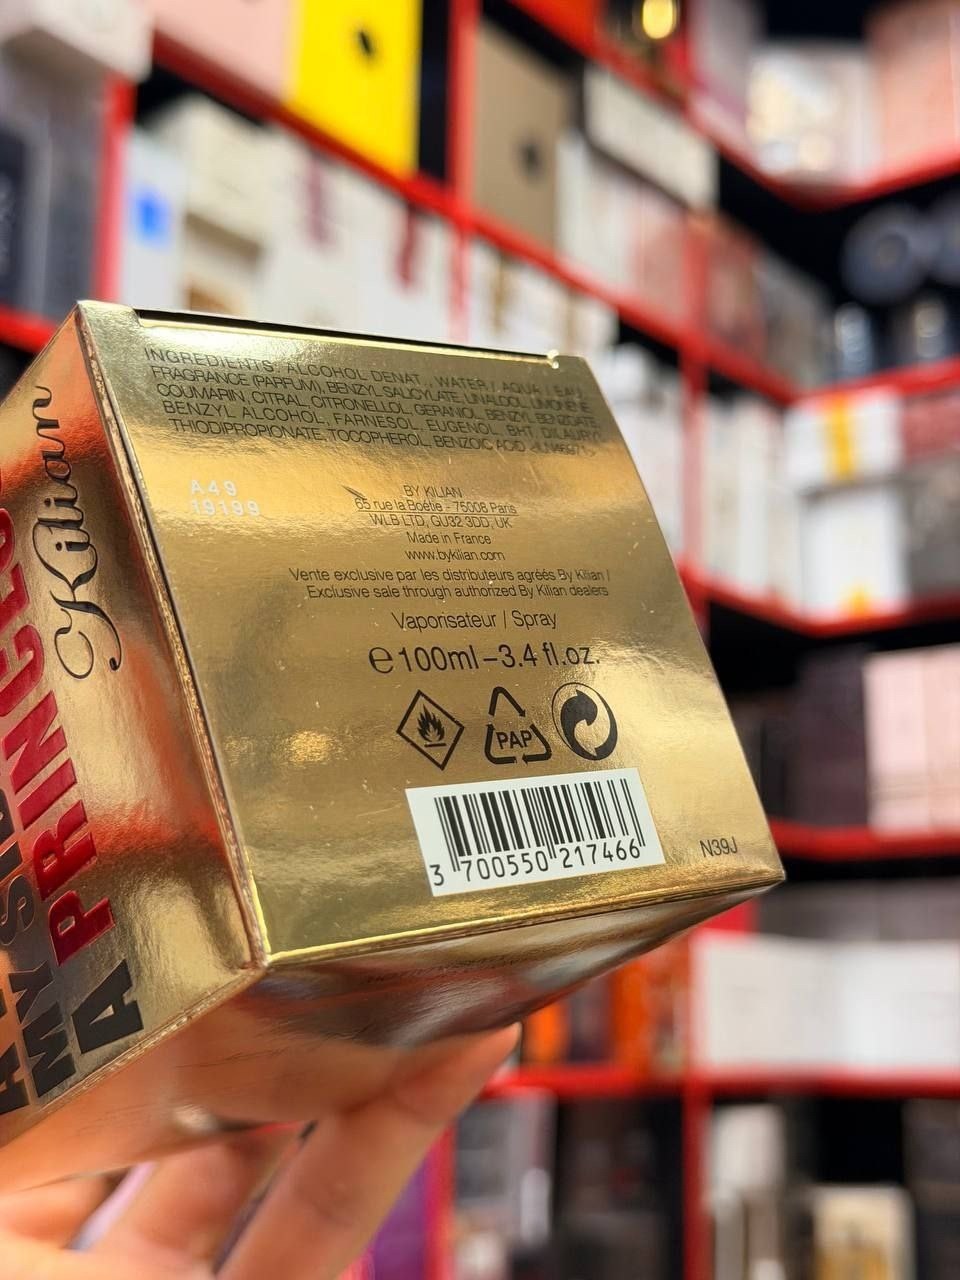 INGREDIENTS: ALCOHOL DENAT., WATER / AQUA / EAU,
FRAGRANCE (PARFUM), BENZYL SALICYLATE, LINALOOL, LIMONENE,
COUMARIN, CITRAL, CITRONELLOL, GERANIOL, BENZYL BENZOATE,
BENZYL ALCOHOL, FARNESOL, EUGENOL, BHT, DILAURYL
THIODIPROPIONATE, TOCOPHEROL, BENZOIC ACID
A49
19199
BY KILIAN
65 rue la Boétie - 75008 Paris
WLB LTD, GU32 3DD, UK
Made in France
www.bykilian.com
Vente exclusive par les distributeurs agréés By Kilian /
Exclusive sale through authorized By Kilian dealers
Vaporisateur / Spray
e 100ml – 3.4 fl.oz.
PAP
3 700550 217466
N39J
Kilian
PRINCE
MY
A PRINC